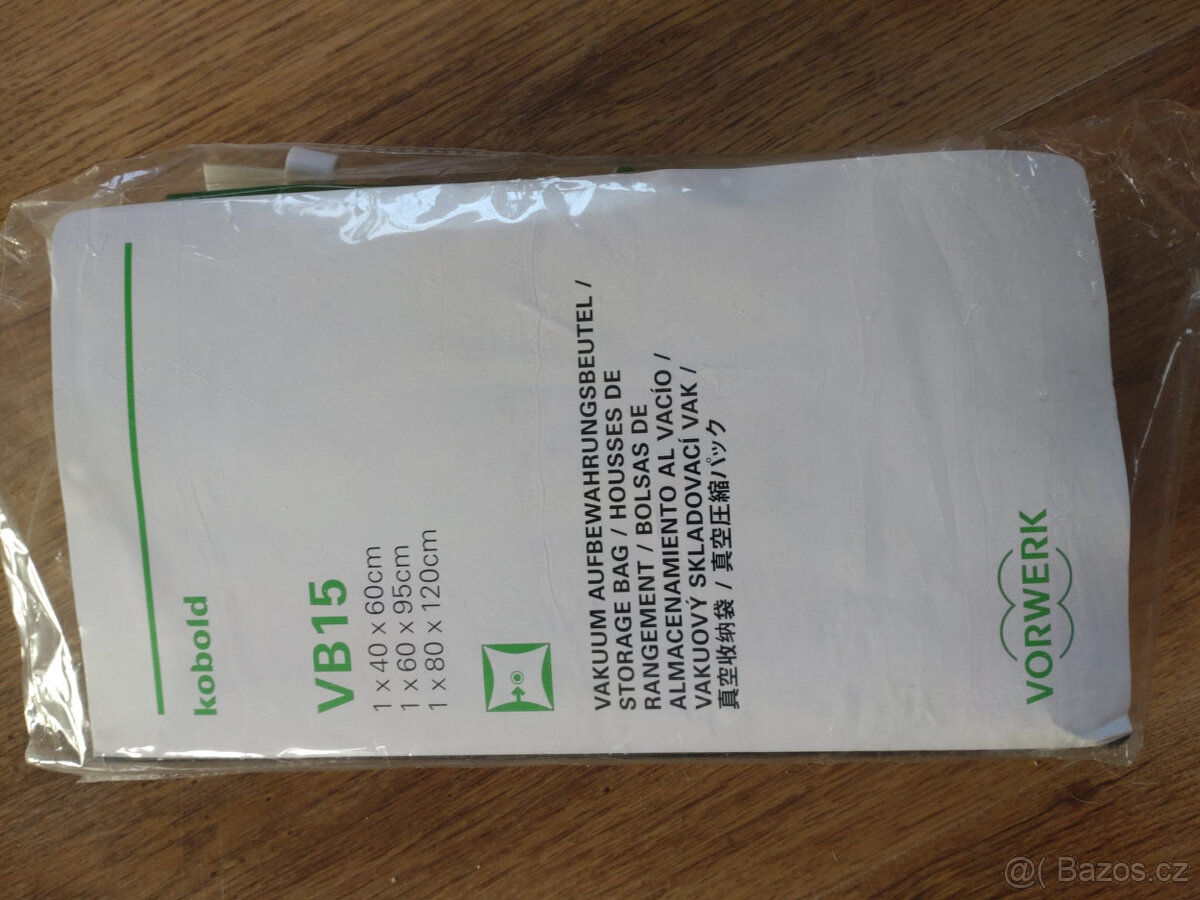 kobold
VB15
1 x 40 x 60cm
1 x 60 x 95cm
1 x 80 x 120cm
VAKUUM AUFBEWAHRUNGSBEUTEL /
STORAGE BAG / HOUSSES DE
RANGEMENT / BOLSAS DE
ALMACENAMIENTO AL VACÍO /
VAKUOVÝ SKLADOVACÍ VAK /
真空收纳袋 / 真空圧縮パック
VORWERK
@( Bazos.cz